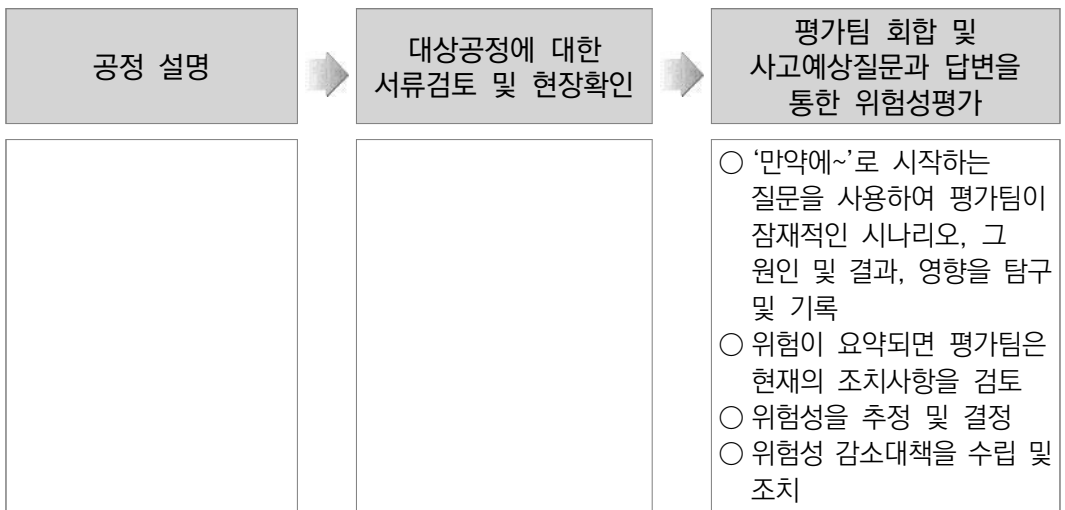 공정 설명
대상공정에 대한
서류검토 및 현장확인
평가팀 회합 및
사고예상질문과 답변을
통한 위험성평가
○ ‘만약에~’로 시작하는
질문을 사용하여 평가팀이
잠재적인 시나리오, 그
원인 및 결과, 영향을 탐구
및 기록
○ 위험이 요약되면 평가팀은
현재의 조치사항을 검토
○ 위험성을 추정 및 결정
○ 위험성 감소대책을 수립 및
조치